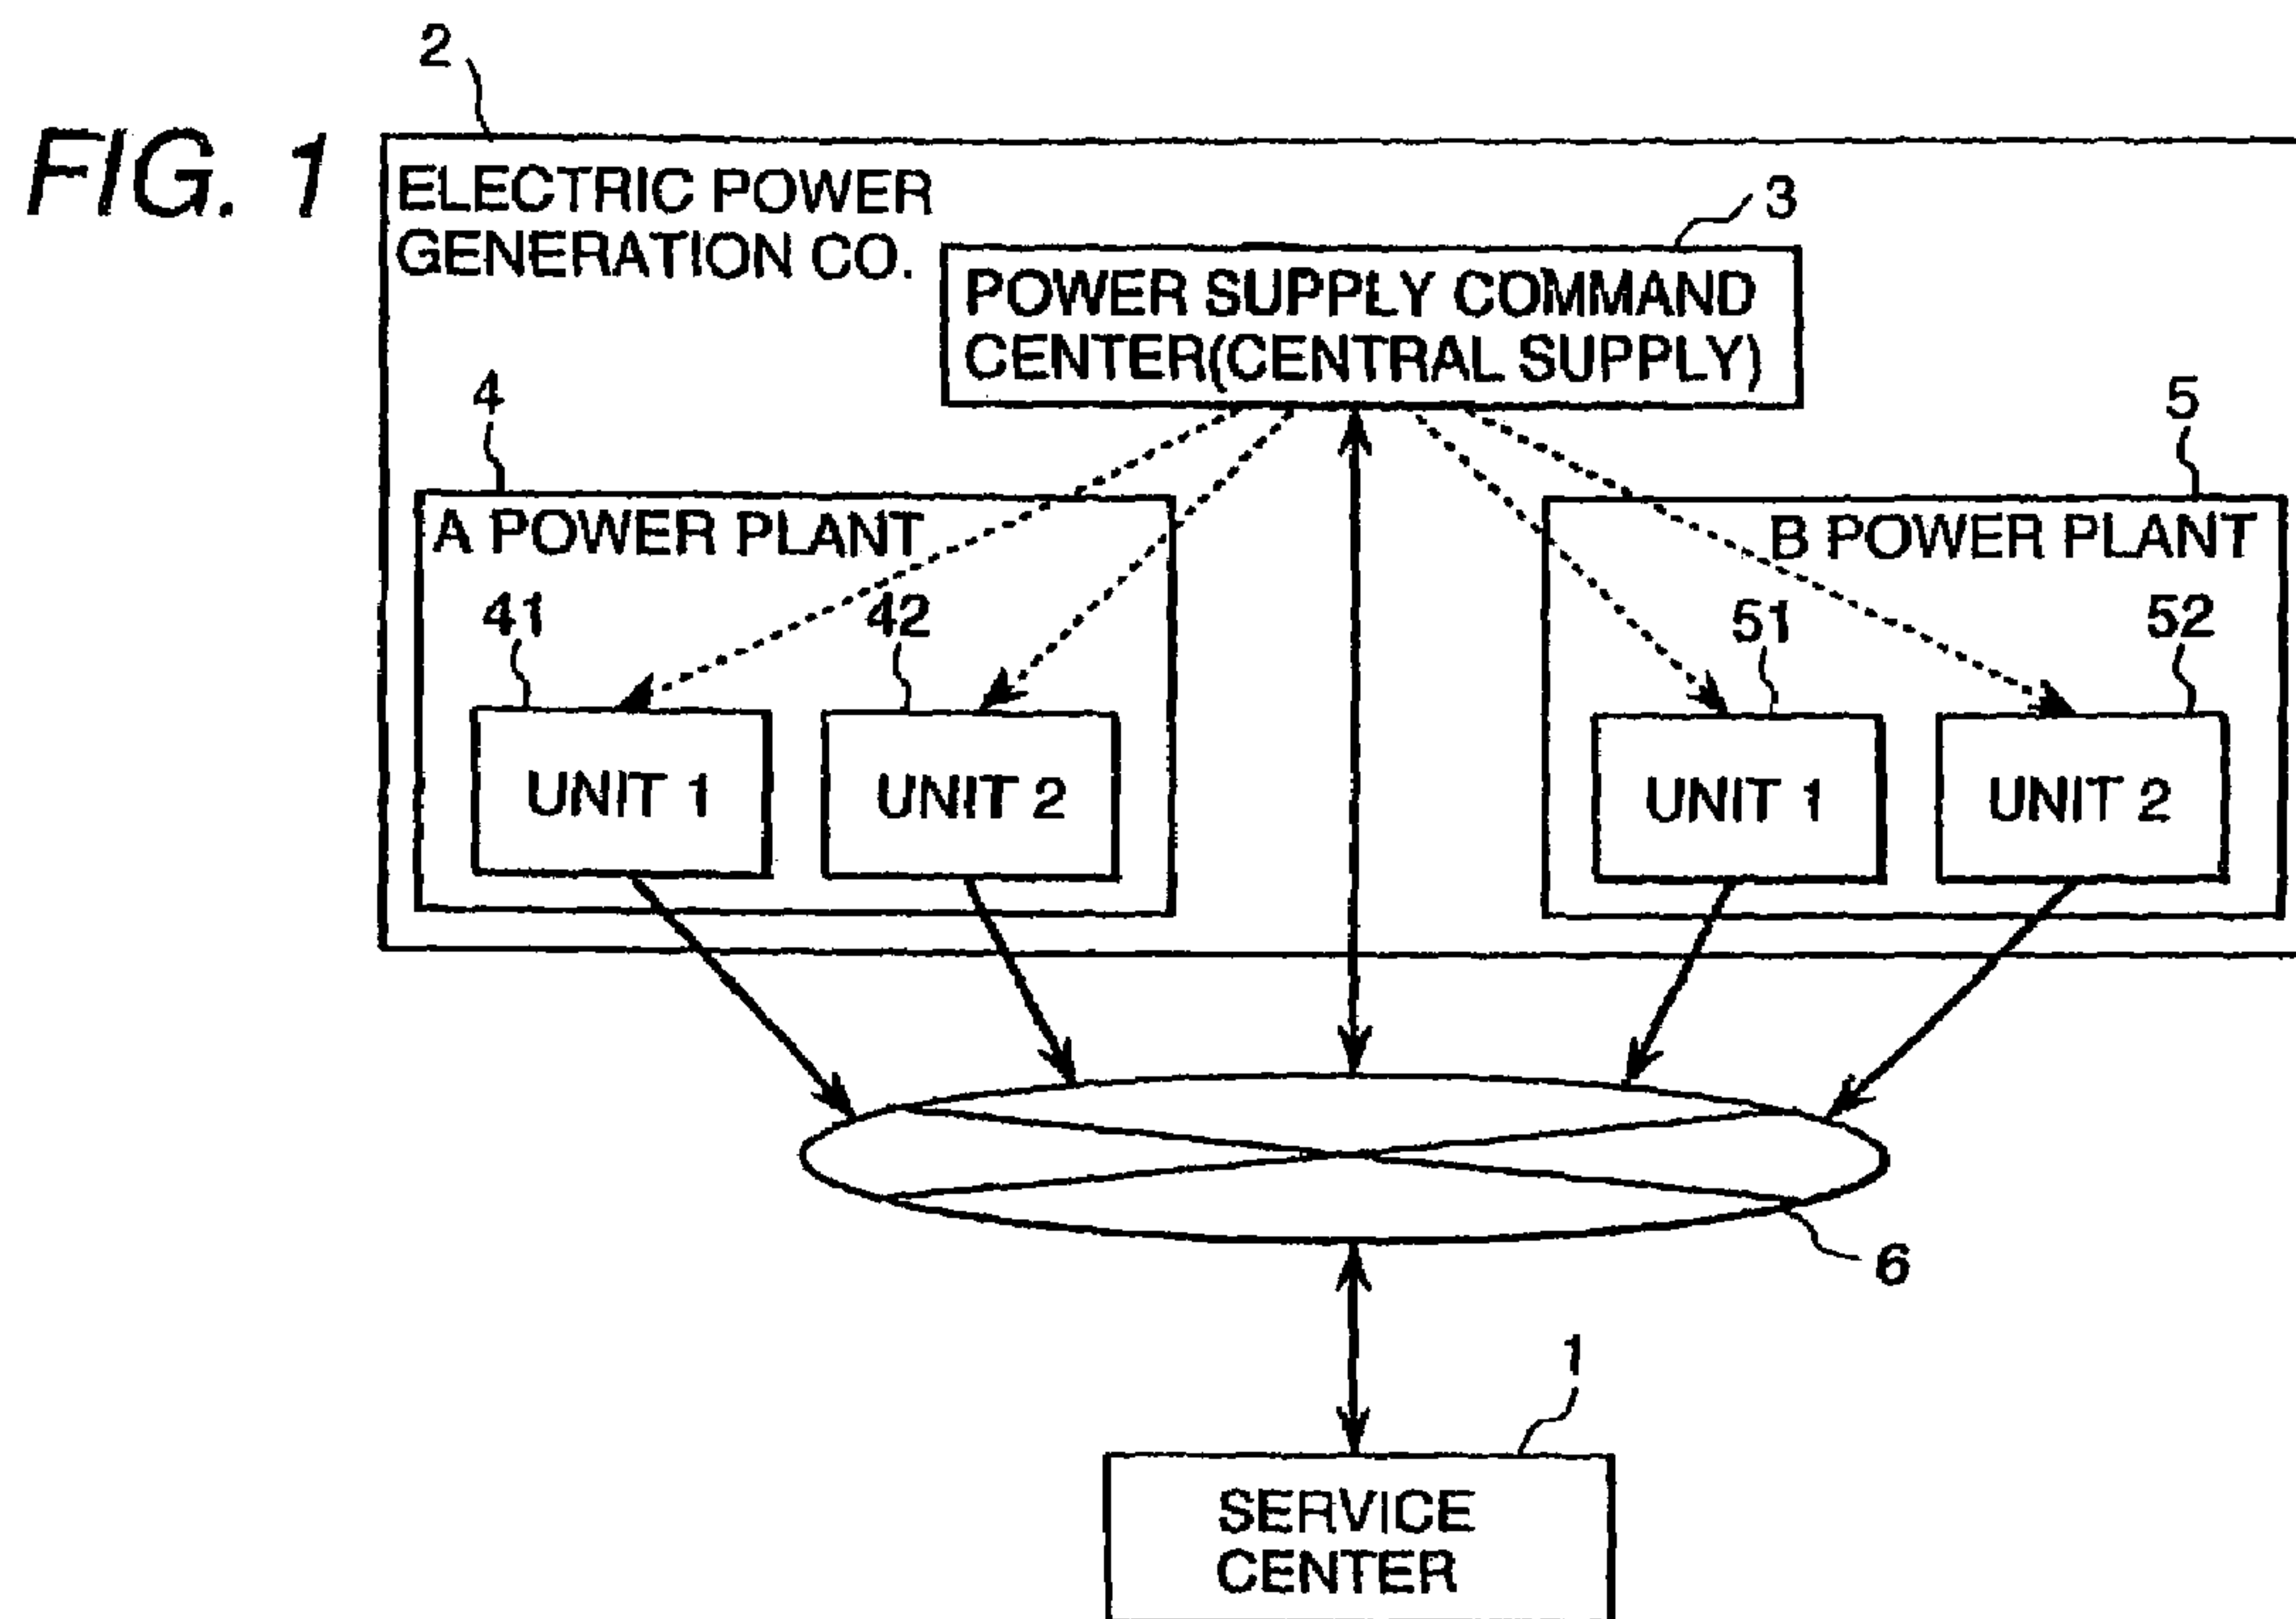 FIG. 1
2
ELECTRIC POWER
GENERATION CO.
3
POWER SUPPLY COMMAND
CENTER(CENTRAL SUPPLY)
4
5
A POWER PLANT
B POWER PLANT
41
42
51
52
UNIT 1
UNIT 2
UNIT 1
UNIT 2
6
1
SERVICE
CENTER